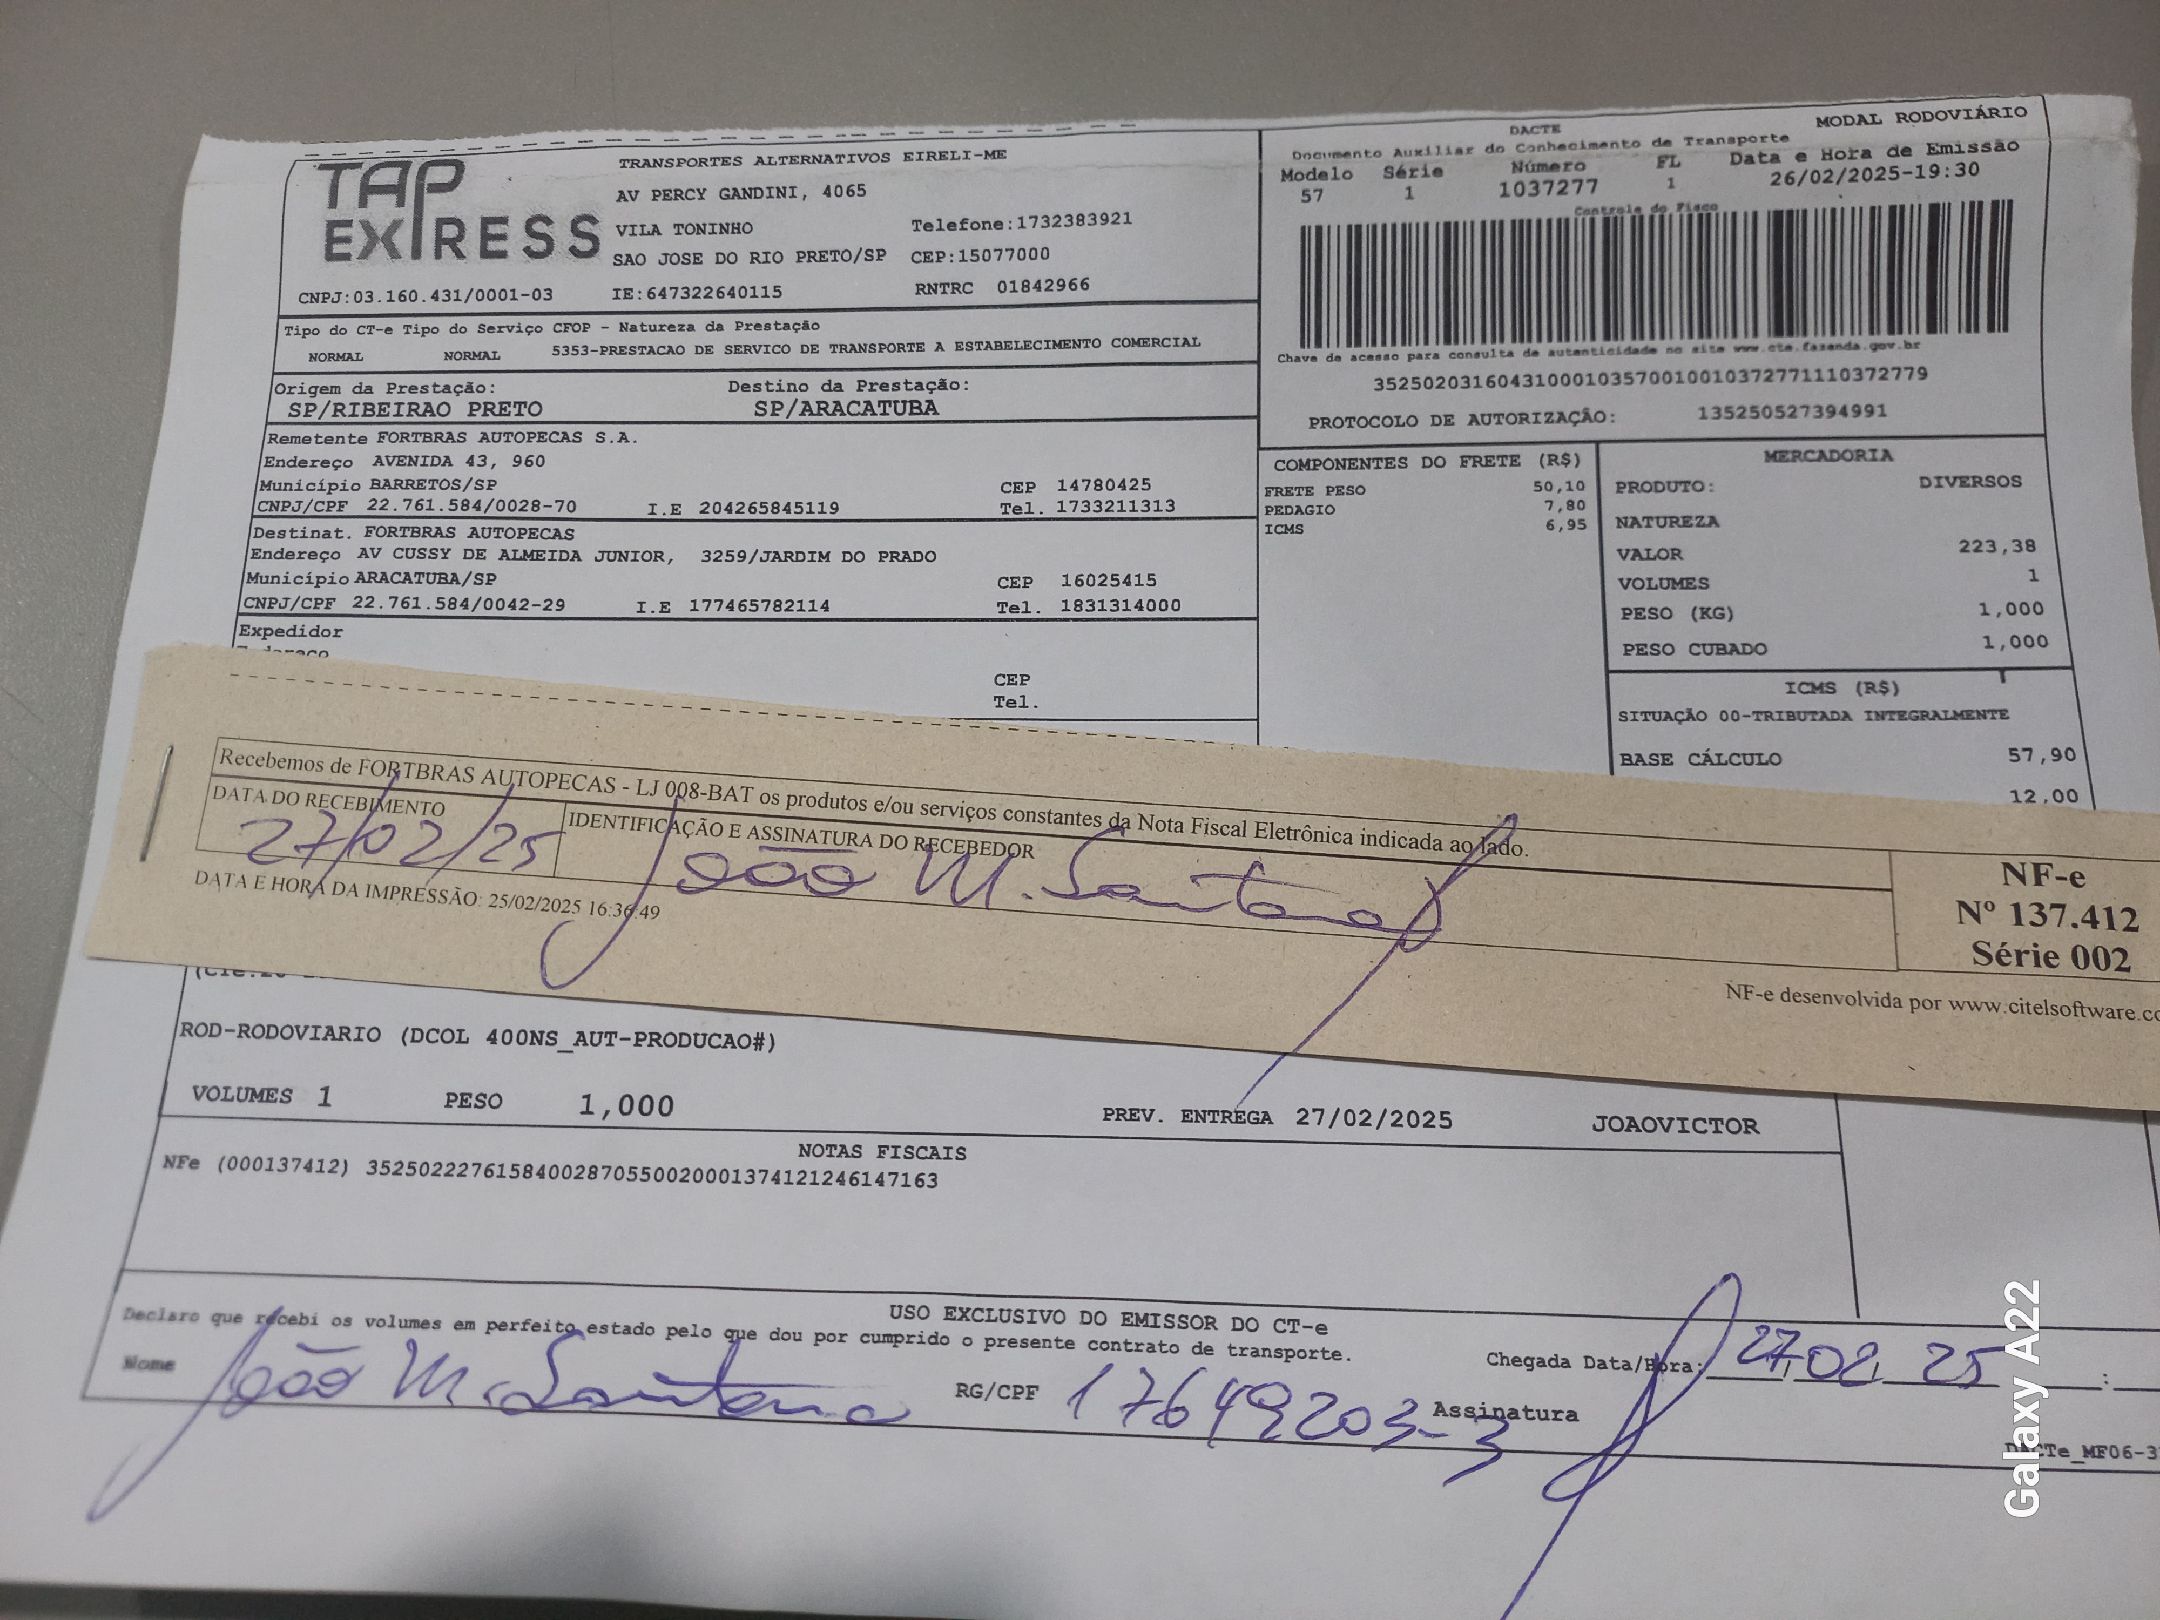 TAP EXPRESS
TRANSPORTES ALTERNATIVOS EIRELI-ME
AV PERCY GANDINI, 4065
VILA TONINHO Telefone:1732383921
SAO JOSE DO RIO PRETO/SP CEP:15077000
CNPJ:03.160.431/0001-03 IE:647322640115 RNTRC 01842966
DACTE MODAL RODOVIÁRIO
Documento Auxiliar do Conhecimento de Transporte
Modelo Série Número FL Data e Hora de Emissão
57 1 1037277 1 26/02/2025-19:30
Controle do Fisco
Chave de acesso para consulta de autenticidade no site www.cte.fazenda.gov.br
35250203160431000103570010010372771110372779
PROTOCOLO DE AUTORIZAÇÃO: 135250527394991
Tipo do CT-e Tipo do Serviço CFOP - Natureza da Prestação
NORMAL NORMAL 5353-PRESTACAO DE SERVICO DE TRANSPORTE A ESTABELECIMENTO COMERCIAL
Origem da Prestação: Destino da Prestação:
SP/RIBEIRAO PRETO SP/ARACATUBA
Remetente FORTBRAS AUTOPECAS S.A.
Endereço AVENIDA 43, 960
Município BARRETOS/SP CEP 14780425
CNPJ/CPF 22.761.584/0028-70 I.E 204265845119 Tel. 1733211313
Destinat. FORTBRAS AUTOPECAS
Endereço AV CUSSY DE ALMEIDA JUNIOR, 3259/JARDIM DO PRADO
Município ARACATUBA/SP CEP 16025415
CNPJ/CPF 22.761.584/0042-29 I.E 177465782114 Tel. 1831314000
Expedidor
CEP
Tel.
COMPONENTES DO FRETE (R$)
FRETE PESO 50,10
PEDAGIO 7,80
ICMS 6,95
MERCADORIA
PRODUTO: DIVERSOS
NATUREZA
VALOR 223,38
VOLUMES 1
PESO (KG) 1,000
PESO CUBADO 1,000
ICMS (R$)
SITUAÇÃO 00-TRIBUTADA INTEGRALMENTE
BASE CÁLCULO 57,90
12,00
Recebemos de FORTBRAS AUTOPECAS - LJ 008-BAT os produtos e/ou serviços constantes da Nota Fiscal Eletrônica indicada ao lado.
DATA DO RECEBIMENTO IDENTIFICAÇÃO E ASSINATURA DO RECEBEDOR
27/02/25 João M. Santana
DATA E HORA DA IMPRESSÃO: 25/02/2025 16:36:49
NF-e
Nº 137.412
Série 002
NF-e desenvolvida por www.citelsoftware.co
ROD-RODOVIARIO (DCOL 400NS_AUT-PRODUCAO#)
VOLUMES 1 PESO 1,000 PREV. ENTREGA 27/02/2025 JOAOVICTOR
NOTAS FISCAIS
NFe (000137412) 35250222761584002870550020001374121246147163
USO EXCLUSIVO DO EMISSOR DO CT-e
Declaro que recebi os volumes em perfeito estado pelo que dou por cumprido o presente contrato de transporte.
Nome João M. Santana RG/CPF 17649203-3 Assinatura
Chegada Data/Hora: 27/02/25 :
DACTe_MF06-3
Galaxy A22